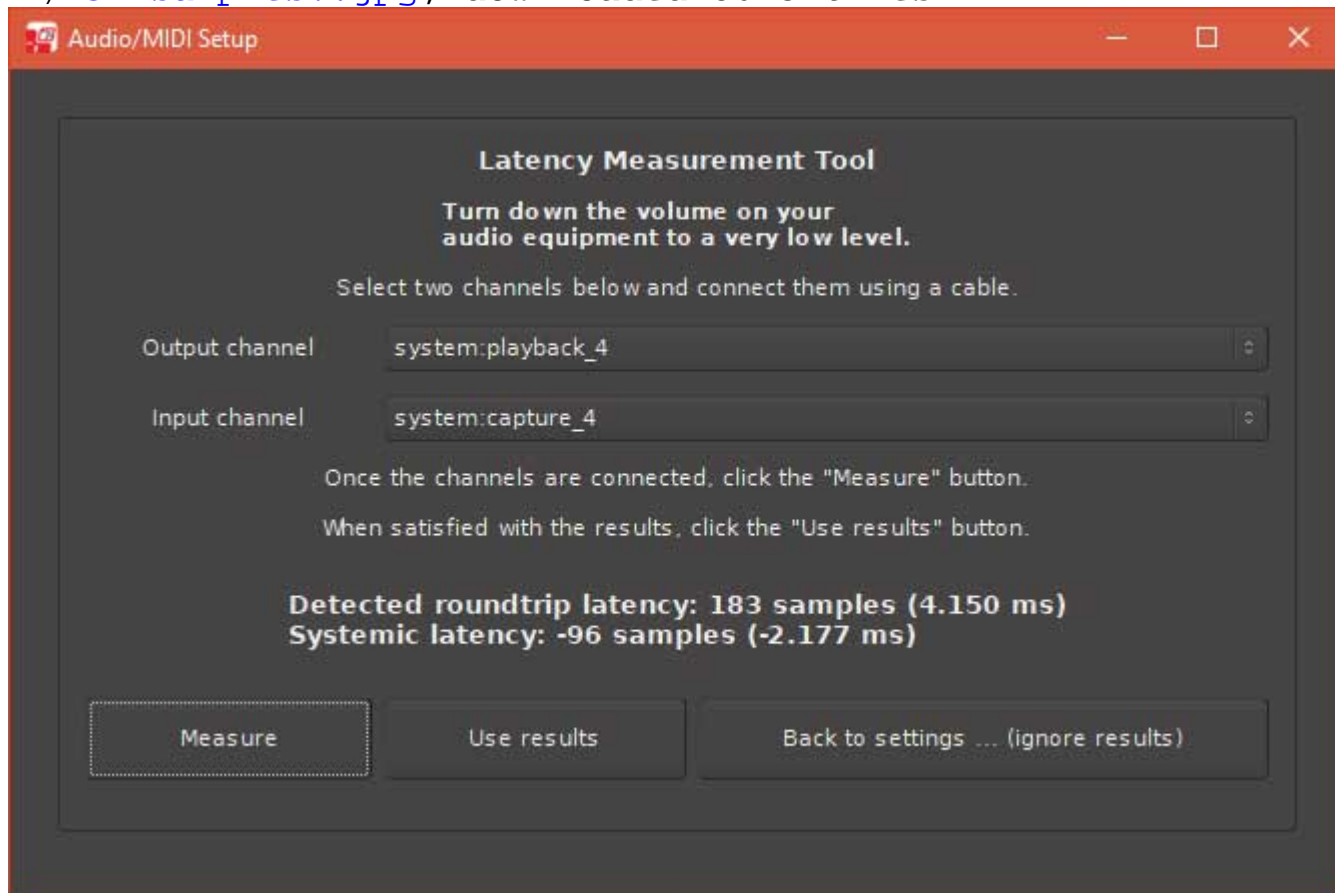 Audio/MIDI Setup
Latency Measurement Tool
Turn down the volume on your
audio equipment to a very low level.
Select two channels below and connect them using a cable.
Output channel system:playback_4
Input channel system:capture_4
Once the channels are connected, click the "Measure" button.
When satisfied with the results, click the "Use results" button.
Detected roundtrip latency: 183 samples (4.150 ms)
Systemic latency: -96 samples (-2.177 ms)
Measure Use results Back to settings ... (ignore results)